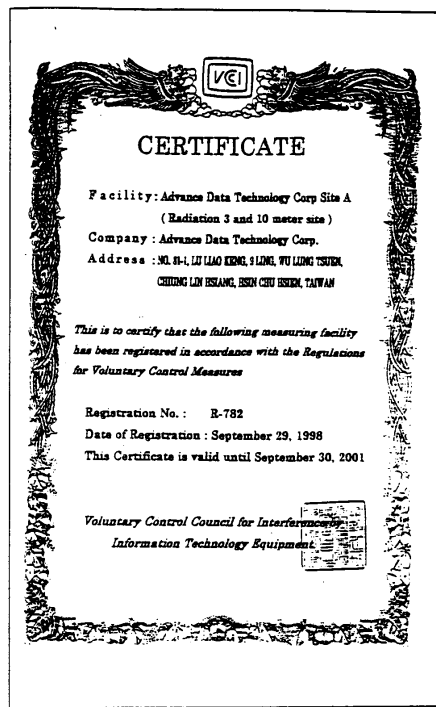 VCCI
CERTIFICATE
Facility : Advance Data Technology Corp Site A
( Radiation 3 and 10 meter site )
Company : Advance Data Technology Corp.
Address : NO. 81-1, LU LIAO KENG, 9 LING, WU LUNG TSUEN,
CHIUNG LIN HSIANG, HSIN CHU HSIEN, TAIWAN
This is to certify that the following measuring facility
has been registered in accordance with the Regulations
for Voluntary Control Measures
Registration No. : R-782
Date of Registration : September 29, 1998
This Certificate is valid until September 30, 2001
Voluntary Control Council for Interference by
Information Technology Equipment